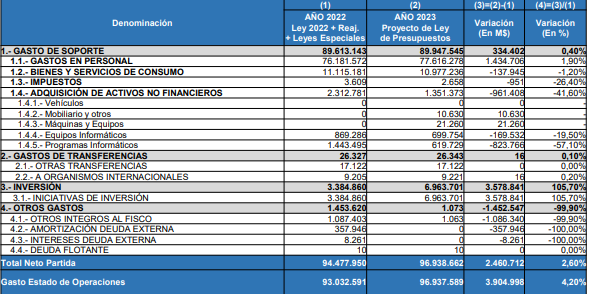 Denominación (1) (2) (3)=(2)-(1) (4)=(3)/(1)
AÑO 2022 AÑO 2023 Variación Variación
Ley 2022 + Reaj. Proyecto de Ley (En M$) (En %)
+ Leyes Especiales de Presupuestos
1.- GASTO DE SOPORTE 89.613.143 89.947.545 334.402 0,40%
1.1.- GASTOS EN PERSONAL 76.181.572 77.616.278 1.434.706 1,90%
1.2.- BIENES Y SERVICIOS DE CONSUMO 11.115.181 10.977.236 -137.945 -1,20%
1.3.- IMPUESTOS 3.609 2.658 -951 -26,40%
1.4.- ADQUISICIÓN DE ACTIVOS NO FINANCIEROS 2.312.781 1.351.373 -961.408 -41,60%
1.4.1.- Vehículos 0 0 0 -
1.4.2.- Mobiliario y otros 0 10.630 10.630 -
1.4.3.- Máquinas y Equipos 0 21.260 21.260 -
1.4.4.- Equipos Informáticos 869.286 699.754 -169.532 -19,50%
1.4.5.- Programas Informáticos 1.443.495 619.729 -823.766 -57,10%
2.- GASTOS DE TRANSFERENCIAS 26.327 26.343 16 0,10%
2.1.- OTRAS TRANSFERENCIAS 17.122 17.122 0 0,00%
2.2.- A ORGANISMOS INTERNACIONALES 9.205 9.221 16 0,20%
3.- INVERSIÓN 3.384.860 6.963.701 3.578.841 105,70%
3.1.- INICIATIVAS DE INVERSIÓN 3.384.860 6.963.701 3.578.841 105,70%
4.- OTROS GASTOS 1.453.620 1.073 -1.452.547 -99,90%
4.1.- OTROS INTEGROS AL FISCO 1.087.403 1.063 -1.086.340 -99,90%
4.2.- AMORTIZACIÓN DEUDA EXTERNA 357.946 0 -357.946 -100,00%
4.3.- INTERESES DEUDA EXTERNA 8.261 0 -8.261 -100,00%
4.4.- DEUDA FLOTANTE 10 10 0 0,00%
Total Neto Partida 94.477.950 96.938.662 2.460.712 2,60%
Gasto Estado de Operaciones 93.032.591 96.937.589 3.904.998 4,20%